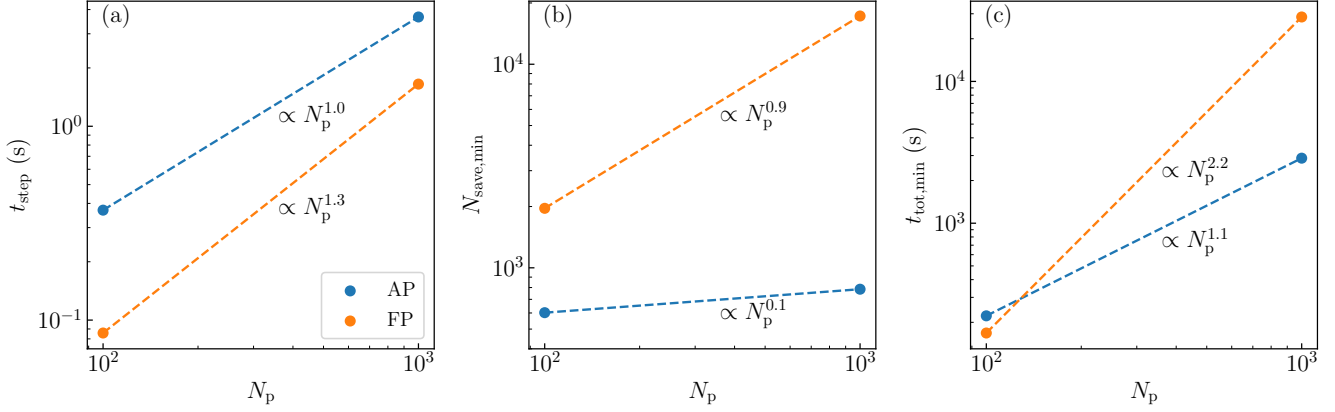 (a)
10^0
10^{-1}
t_step (s)
∝ N_p^{1.0}
∝ N_p^{1.3}
AP
FP
10^2
10^3
N_p
(b)
10^4
10^3
N_save,min
∝ N_p^{0.9}
∝ N_p^{0.1}
10^2
10^3
N_p
(c)
10^4
10^3
t_tot,min (s)
∝ N_p^{2.2}
∝ N_p^{1.1}
10^2
10^3
N_p